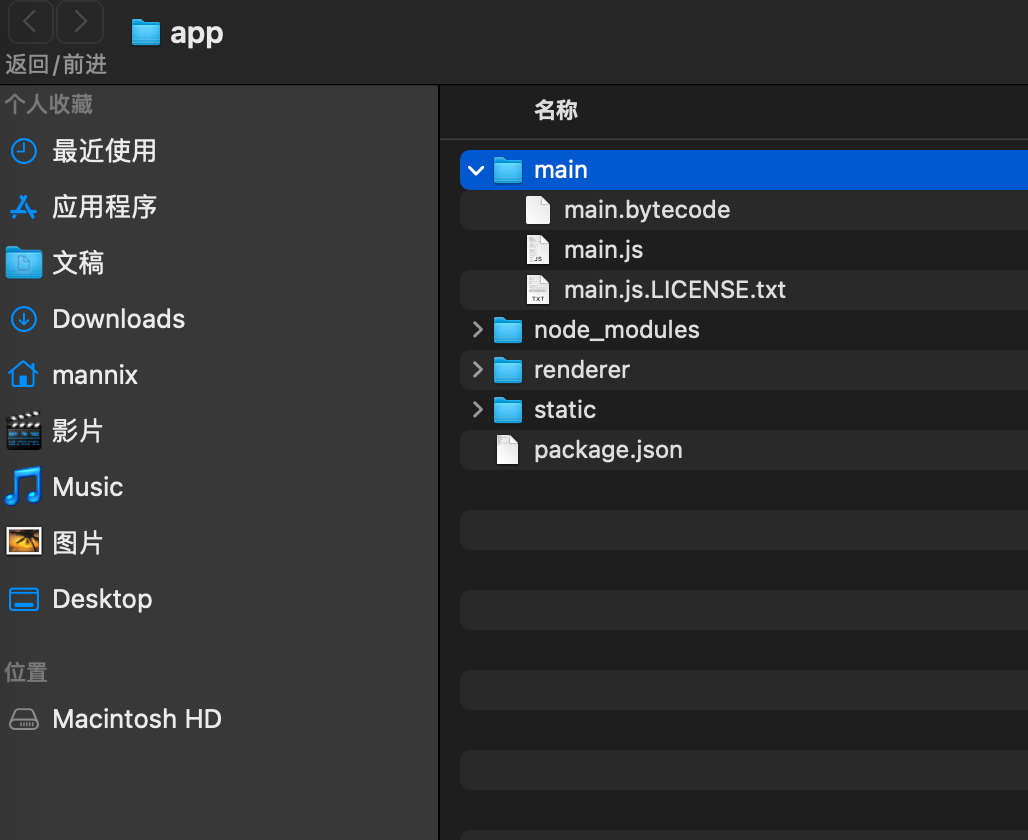 app
返回/前进
个人收藏
最近使用
应用程序
文稿
Downloads
mannix
影片
Music
图片
Desktop
位置
Macintosh HD
名称
main
main.bytecode
JS
main.js
TXT
main.js.LICENSE.txt
node_modules
renderer
static
package.json